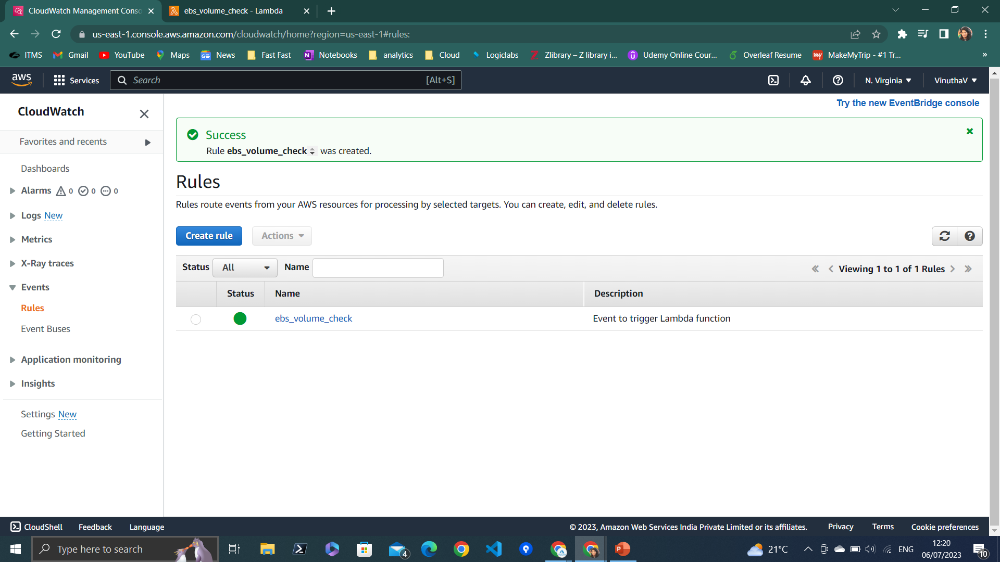 CloudWatch Management Conso
ebs_volume_check - Lambda
us-east-1.console.aws.amazon.com/cloudwatch/home?region=us-east-1#rules:
ITMS Gmail YouTube Maps News Fast Fast Notebooks analytics Cloud Logiclabs Zlibrary – Z library i... Udemy Online Cour... Overleaf Resume MakeMyTrip - #1 Tr... »
aws Services Search [Alt+S] N. Virginia VinuthaV
CloudWatch
Favorites and recents
Dashboards
Alarms 0 0 0
Logs New
Metrics
X-Ray traces
Events
Rules
Event Buses
Application monitoring
Insights
Settings New
Getting Started
Try the new EventBridge console
Success
Rule ebs_volume_check was created.
Rules
Rules route events from your AWS resources for processing by selected targets. You can create, edit, and delete rules.
Create rule Actions
Status All Name « < Viewing 1 to 1 of 1 Rules > »
Status Name Description
ebs_volume_check Event to trigger Lambda function
CloudShell Feedback Language © 2023, Amazon Web Services India Private Limited or its affiliates. Privacy Terms Cookie preferences
Type here to search 4 21°C ENG 12:20
06/07/2023 10